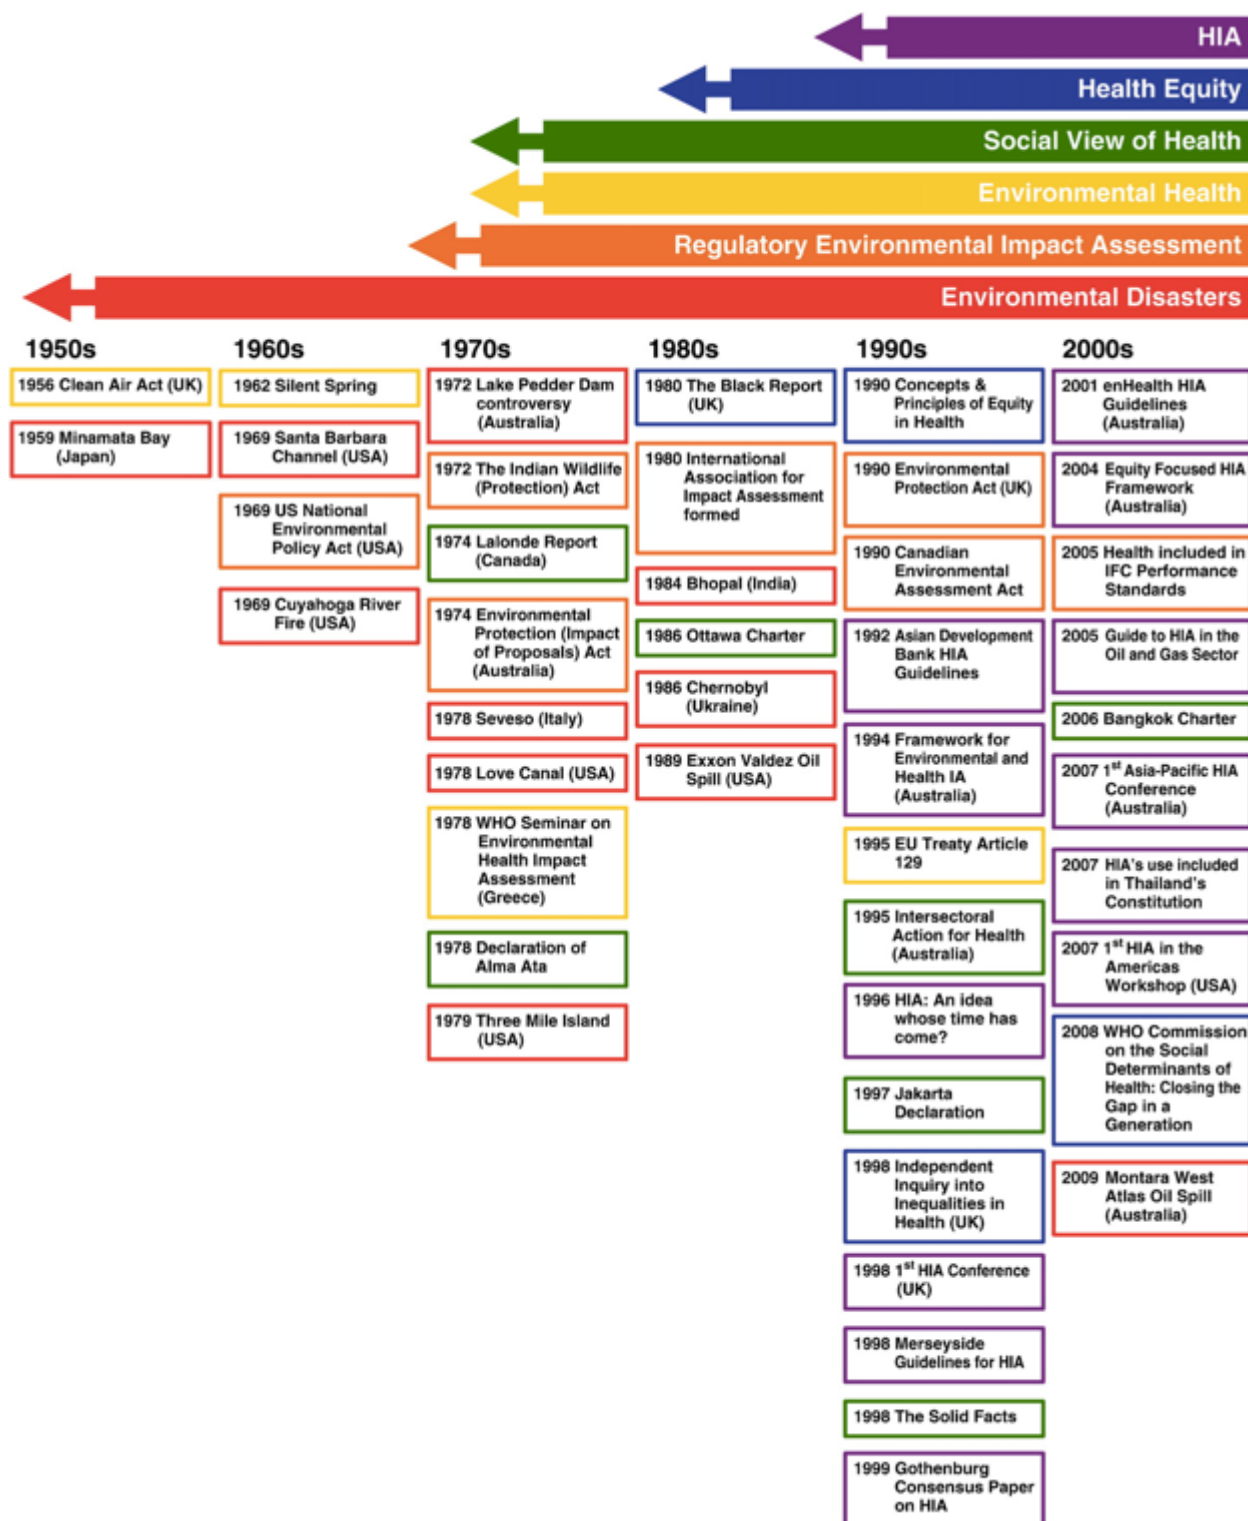 HIA
Health Equity
Social View of Health
Environmental Health
Regulatory Environmental Impact Assessment
Environmental Disasters
1950s
1956 Clean Air Act (UK)
1959 Minamata Bay
(Japan)
1960s
1962 Silent Spring
1969 Santa Barbara
Channel (USA)
1969 US National
Environmental
Policy Act (USA)
1969 Cuyahoga River
Fire (USA)
1970s
1972 Lake Pedder Dam
controversy
(Australia)
1972 The Indian Wildlife
(Protection) Act
1974 Lalonde Report
(Canada)
1974 Environmental
Protection (Impact
of Proposals) Act
(Australia)
1978 Seveso (Italy)
1978 Love Canal (USA)
1978 WHO Seminar on
Environmental
Health Impact
Assessment
(Greece)
1978 Declaration of
Alma Ata
1979 Three Mile Island
(USA)
1980s
1980 The Black Report
(UK)
1980 International
Association for
Impact Assessment
formed
1984 Bhopal (India)
1986 Ottawa Charter
1986 Chernobyl
(Ukraine)
1989 Exxon Valdez Oil
Spill (USA)
1990s
1990 Concepts &
Principles of Equity
in Health
1990 Environmental
Protection Act (UK)
1990 Canadian
Environmental
Assessment Act
1992 Asian Development
Bank HIA
Guidelines
1994 Framework for
Environmental and
Health IA
(Australia)
1995 EU Treaty Article
129
1995 Intersectoral
Action for Health
(Australia)
1996 HIA: An idea
whose time has
come?
1997 Jakarta
Declaration
1998 Independent
Inquiry into
Inequalities in
Health (UK)
1998 1st HIA Conference
(UK)
1998 Merseyside
Guidelines for HIA
1998 The Solid Facts
1999 Gothenburg
Consensus Paper
on HIA
2000s
2001 enHealth HIA
Guidelines
(Australia)
2004 Equity Focused HIA
Framework
(Australia)
2005 Health included in
IFC Performance
Standards
2005 Guide to HIA in the
Oil and Gas Sector
2006 Bangkok Charter
2007 1st Asia-Pacific HIA
Conference
(Australia)
2007 HIA's use included
in Thailand's
Constitution
2007 1st HIA in the
Americas
Workshop (USA)
2008 WHO Commission
on the Social
Determinants of
Health: Closing the
Gap in a
Generation
2009 Montara West
Atlas Oil Spill
(Australia)